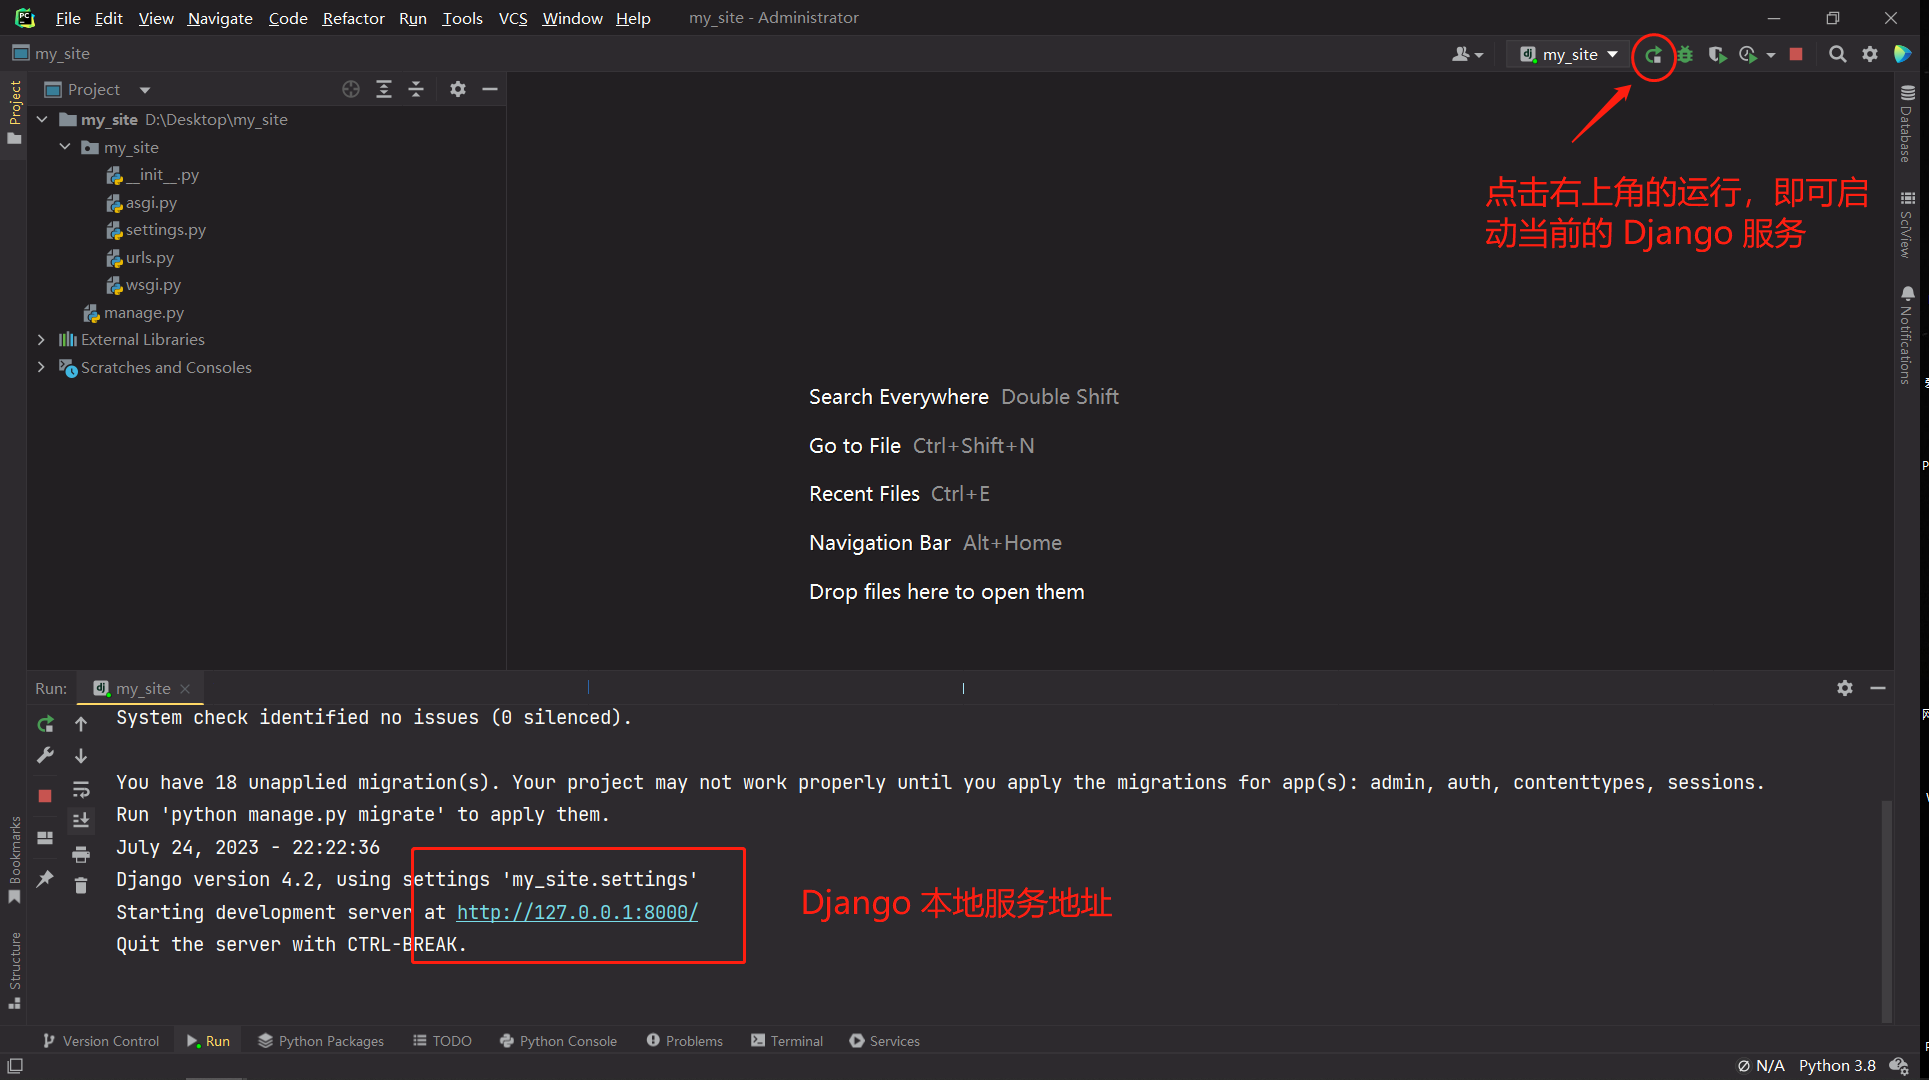 File Edit View Navigate Code Refactor Run Tools VCS Window Help my_site - Administrator
my_site
my_site
Project
Project
my_site D:\Desktop\my_site
my_site
__init__.py
asgi.py
settings.py
urls.py
wsgi.py
manage.py
External Libraries
Scratches and Consoles
点击右上角的运行，即可启
动当前的 Django 服务
Database
SciView
Notifications
Search Everywhere Double Shift
Go to File Ctrl+Shift+N
Recent Files Ctrl+E
Navigation Bar Alt+Home
Drop files here to open them
Run: my_site
System check identified no issues (0 silenced).
You have 18 unapplied migration(s). Your project may not work properly until you apply the migrations for app(s): admin, auth, contenttypes, sessions.
Run 'python manage.py migrate' to apply them.
July 24, 2023 - 22:22:36
Django version 4.2, using settings 'my_site.settings'
Starting development server at http://127.0.0.1:8000/
Quit the server with CTRL-BREAK.
Django 本地服务地址
Bookmarks
Structure
Version Control Run Python Packages TODO Python Console Problems Terminal Services
N/A Python 3.8